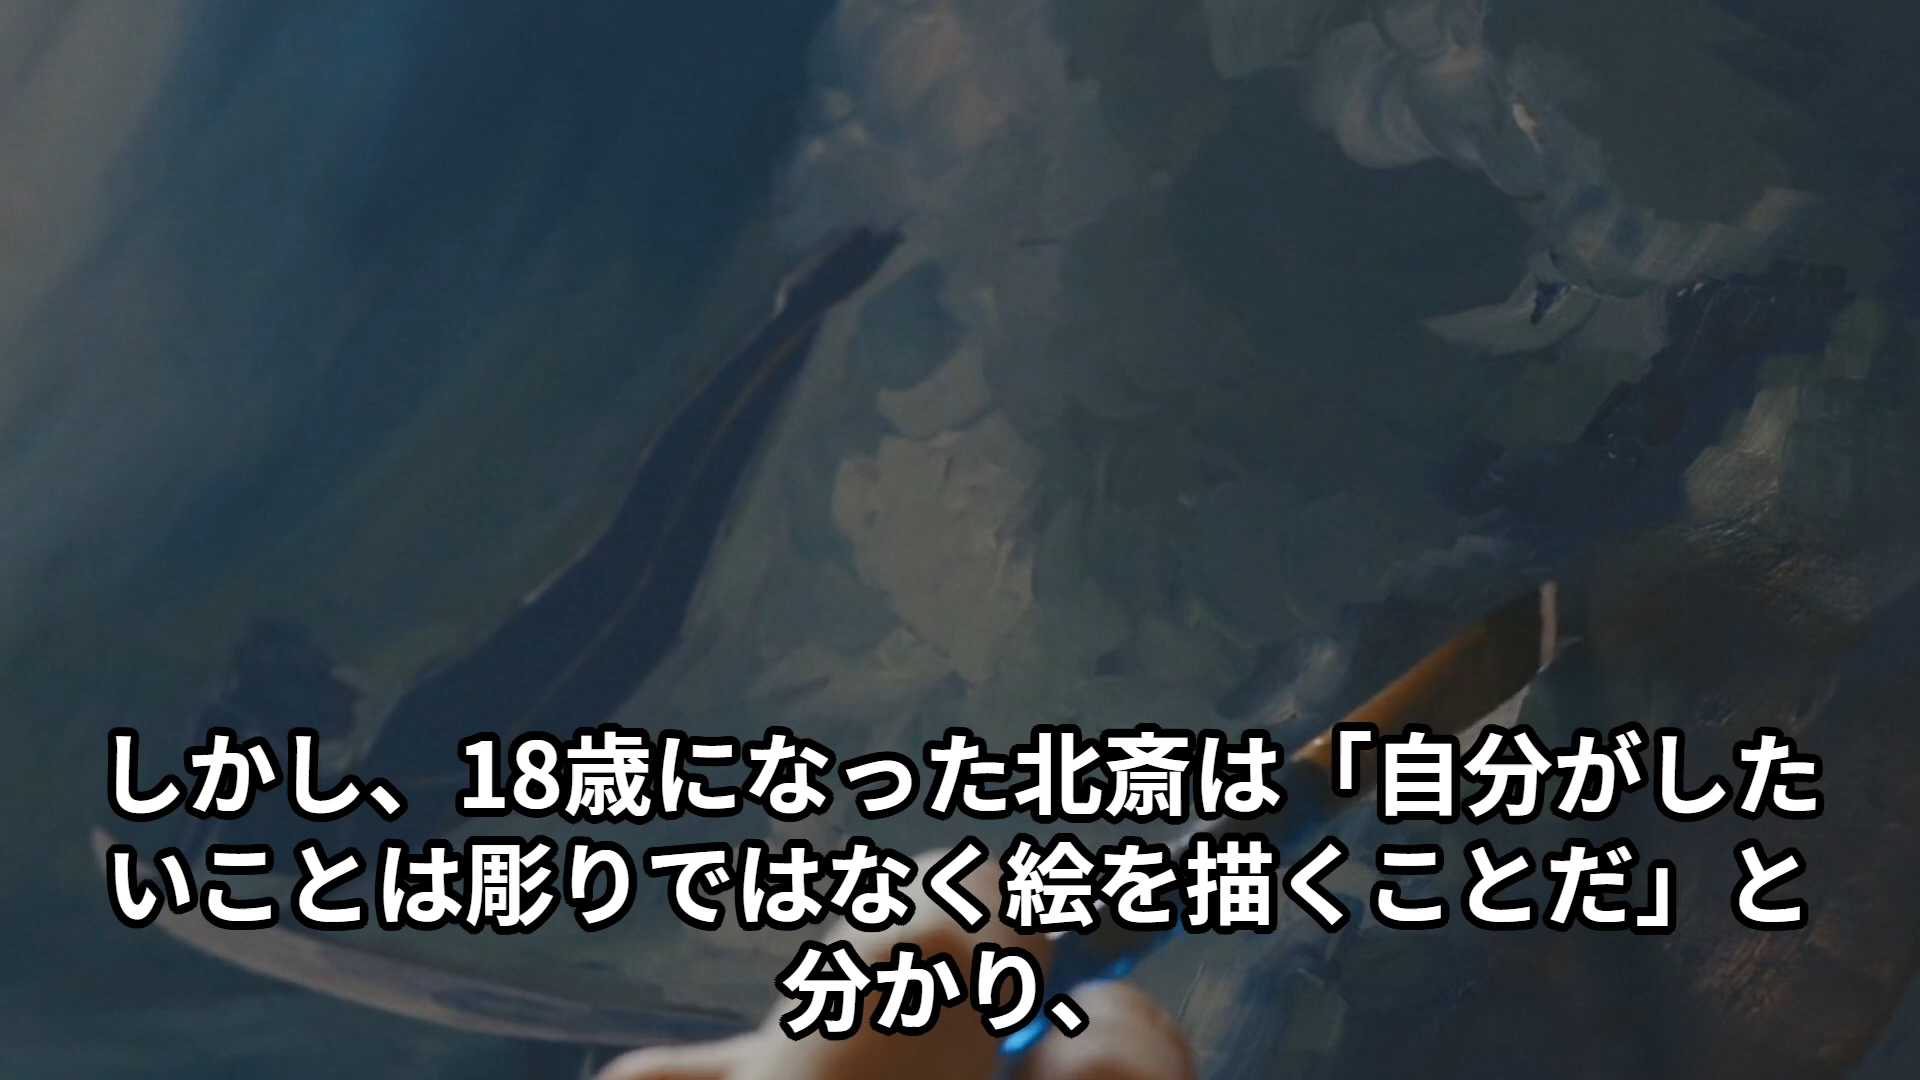 しかし、18歳になった北斎は「自分がした
いことは彫りではなく絵を描くことだ」と
分かり、